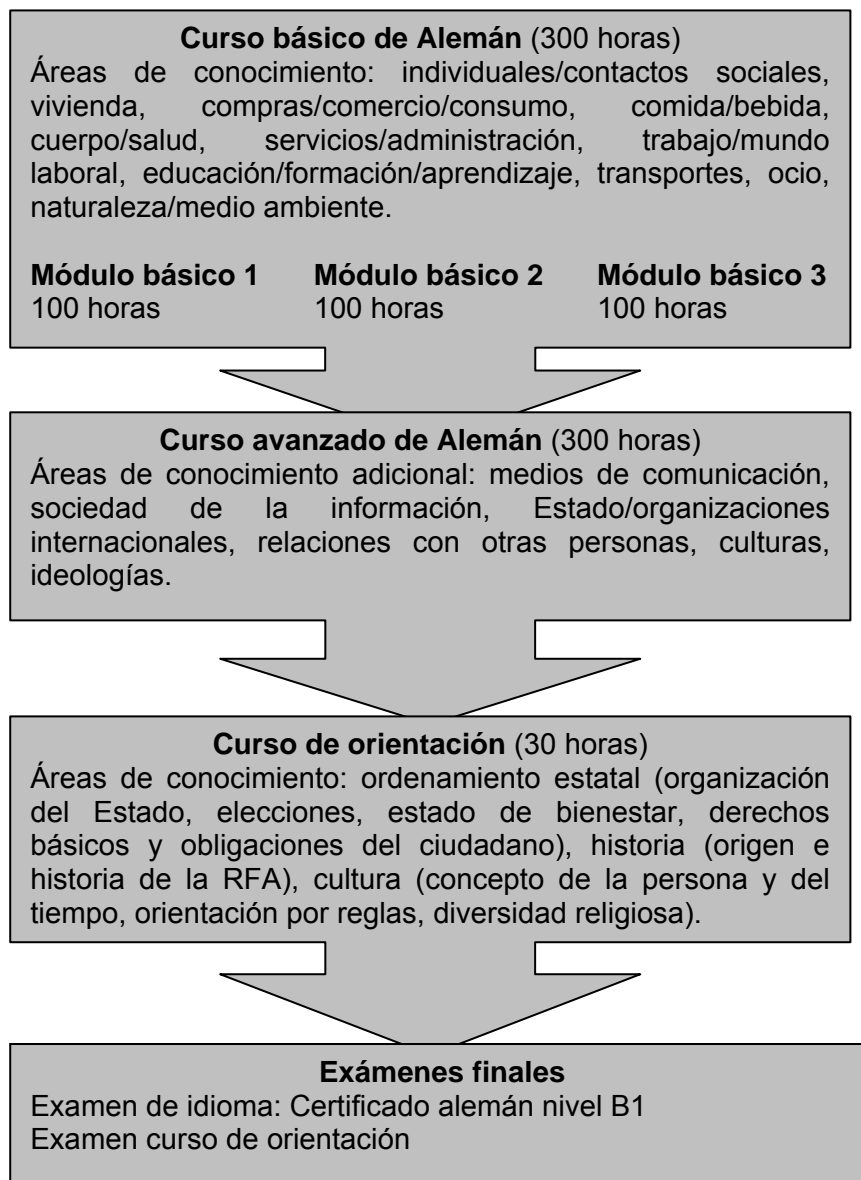 Curso básico de Alemán (300 horas)
Áreas de conocimiento: individuales/contactos sociales,
vivienda, compras/comercio/consumo, comida/bebida,
cuerpo/salud, servicios/administración, trabajo/mundo
laboral, educación/formación/aprendizaje, transportes, ocio,
naturaleza/medio ambiente.
Módulo básico 1 Módulo básico 2 Módulo básico 3
100 horas 100 horas 100 horas
Curso avanzado de Alemán (300 horas)
Áreas de conocimiento adicional: medios de comunicación,
sociedad de la información, Estado/organizaciones
internacionales, relaciones con otras personas, culturas,
ideologías.
Curso de orientación (30 horas)
Áreas de conocimiento: ordenamiento estatal (organización
del Estado, elecciones, estado de bienestar, derechos
básicos y obligaciones del ciudadano), historia (origen e
historia de la RFA), cultura (concepto de la persona y del
tiempo, orientación por reglas, diversidad religiosa).
Exámenes finales
Examen de idioma: Certificado alemán nivel B1
Examen curso de orientación